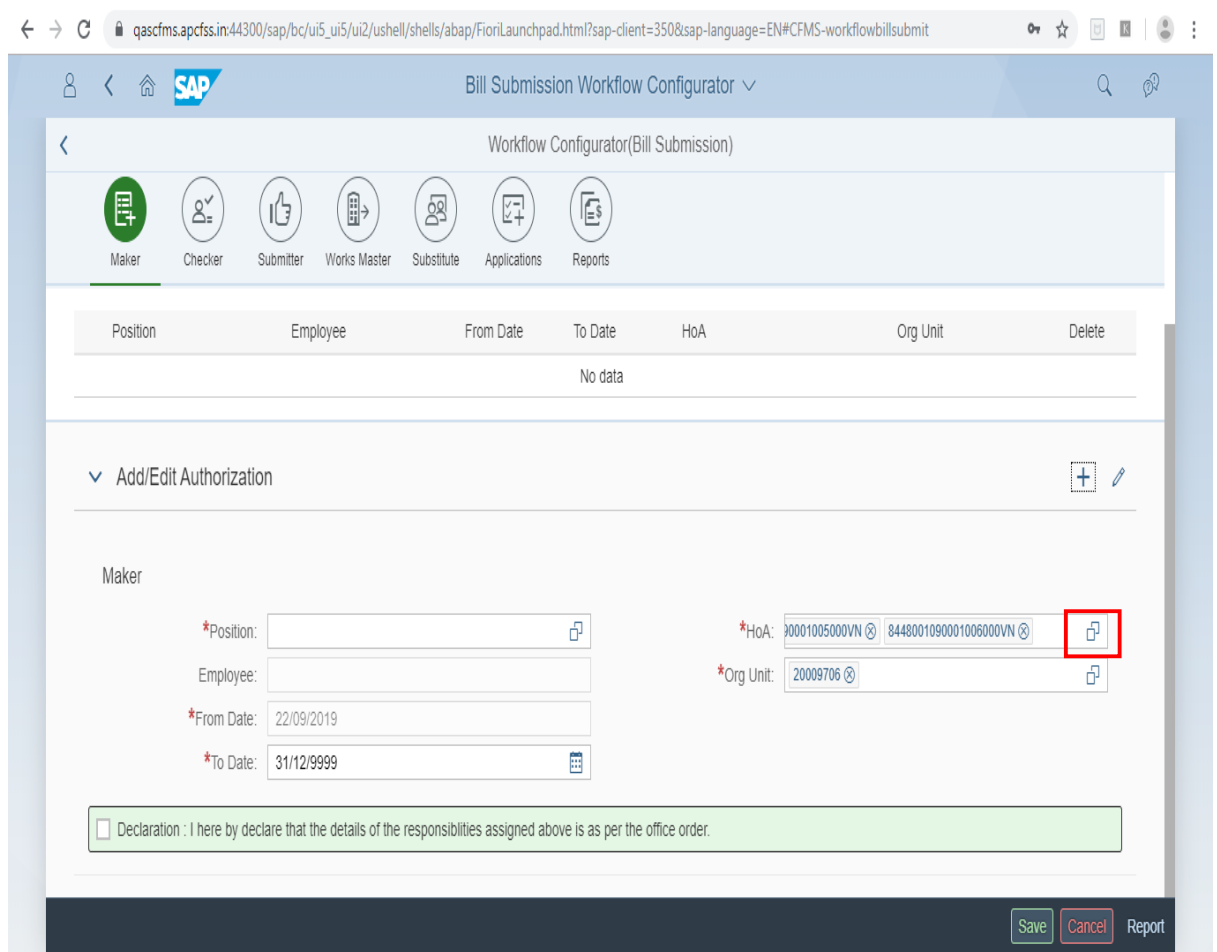 qascfms.apcfss.in:44300/sap/bc/ui5_ui5/ui2/ushell/shells/abap/FioriLaunchpad.html?sap-client=350&sap-language=EN#CFMS-workflowbillsubmit
SAP Bill Submission Workflow Configurator
Workflow Configurator(Bill Submission)
Maker Checker Submitter Works Master Substitute Applications Reports
Position Employee From Date To Date HoA Org Unit Delete
No data
Add/Edit Authorization
Maker
*Position: *HoA: 90001005000VN 8448001090001006000VN
Employee: *Org Unit: 20009706
*From Date: 22/09/2019
*To Date: 31/12/9999
Declaration : I here by declare that the details of the responsiblities assigned above is as per the office order.
Save Cancel Report